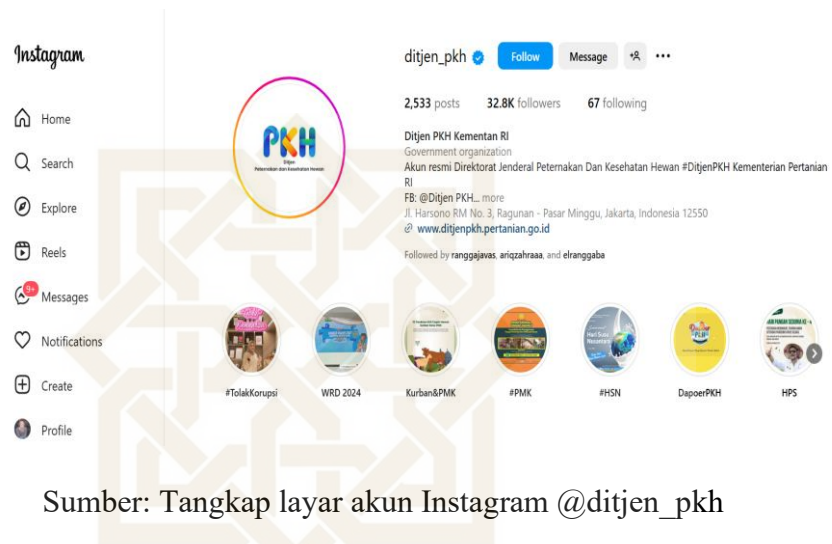 Instagram
Home
Search
Explore
Reels
9+
Messages
Notifications
Create
Profile
ditjen_pkh
Follow
Message
2,533 posts 32.8K followers 67 following
Ditjen PKH Kementan RI
Government organization
Akun resmi Direktorat Jenderal Peternakan Dan Kesehatan Hewan #DitjenPKH Kementerian Pertanian
RI
FB: @Ditjen PKH... more
Jl. Harsono RM No. 3, Ragunan - Pasar Minggu, Jakarta, Indonesia 12550
www.ditjenpkh.pertanian.go.id
Followed by ranggajavas, ariqzahraaa, and elranggaba
PKH
Ditjen
Peternakan dan Kesehatan Hewan
#TolakKorupsi
WRD 2024
Kurban&PMK
#PMK
#HSN
DapoerPKH
HPS
Sumber: Tangkap layar akun Instagram @ditjen_pkh